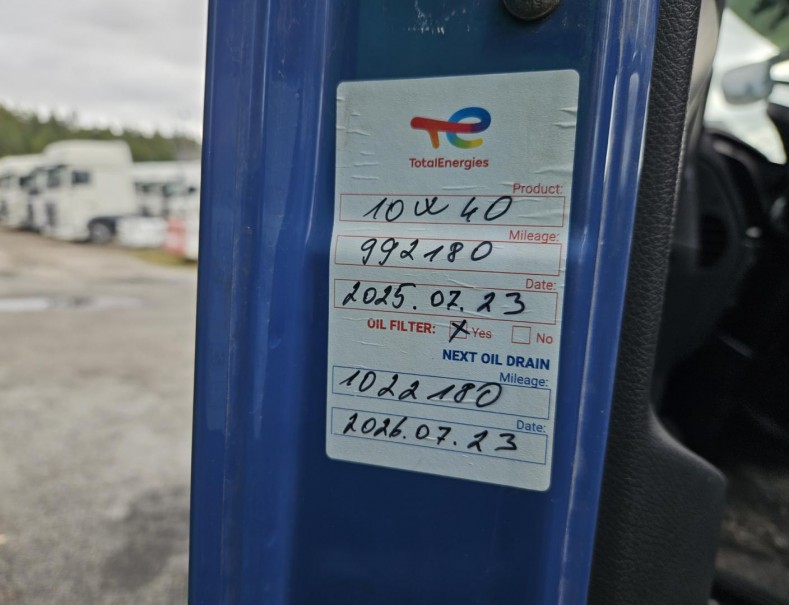 TotalEnergies
Product:
10w40
Mileage:
992180
Date:
2025.07.23
OIL FILTER: X Yes No
NEXT OIL DRAIN
Mileage:
1022180
Date:
2026.07.23